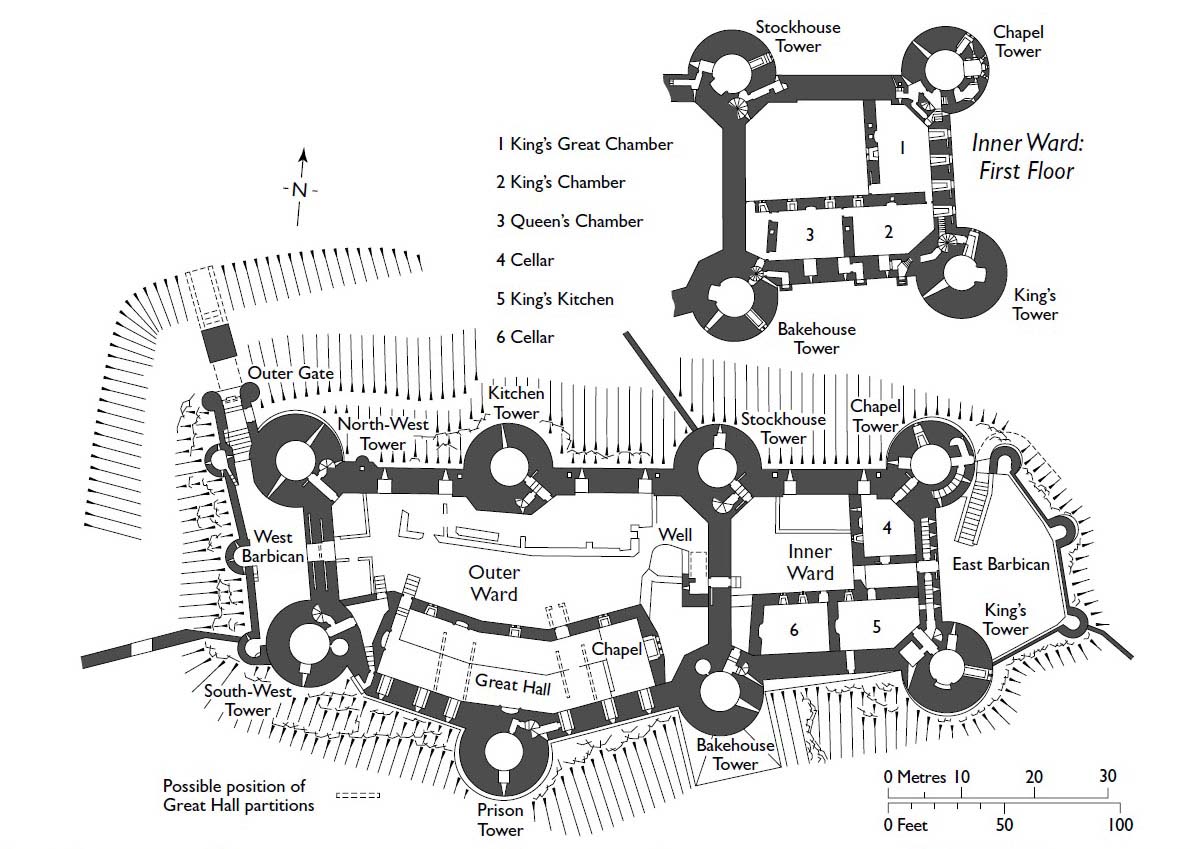 Stockhouse
Tower
Chapel
Tower
1 King's Great Chamber
1
Inner Ward:
First Floor
-N-
2 King's Chamber
3 Queen's Chamber
3
2
4 Cellar
5 King's Kitchen
King's
Tower
6 Cellar
Bakehouse
Tower
Outer Gate
Kitchen
Tower
North-West
Tower
Stockhouse
Tower
Chapel
Tower
4
West
Barbican
Well
Inner
Ward
East Barbican
Outer
Ward
King's
Tower
6
5
Chapel
Great Hall
South-West
Tower
Bakehouse
Tower
Possible position of
Great Hall partitions
Prison
Tower
0 Metres 10 20 30
0 Feet 50 100